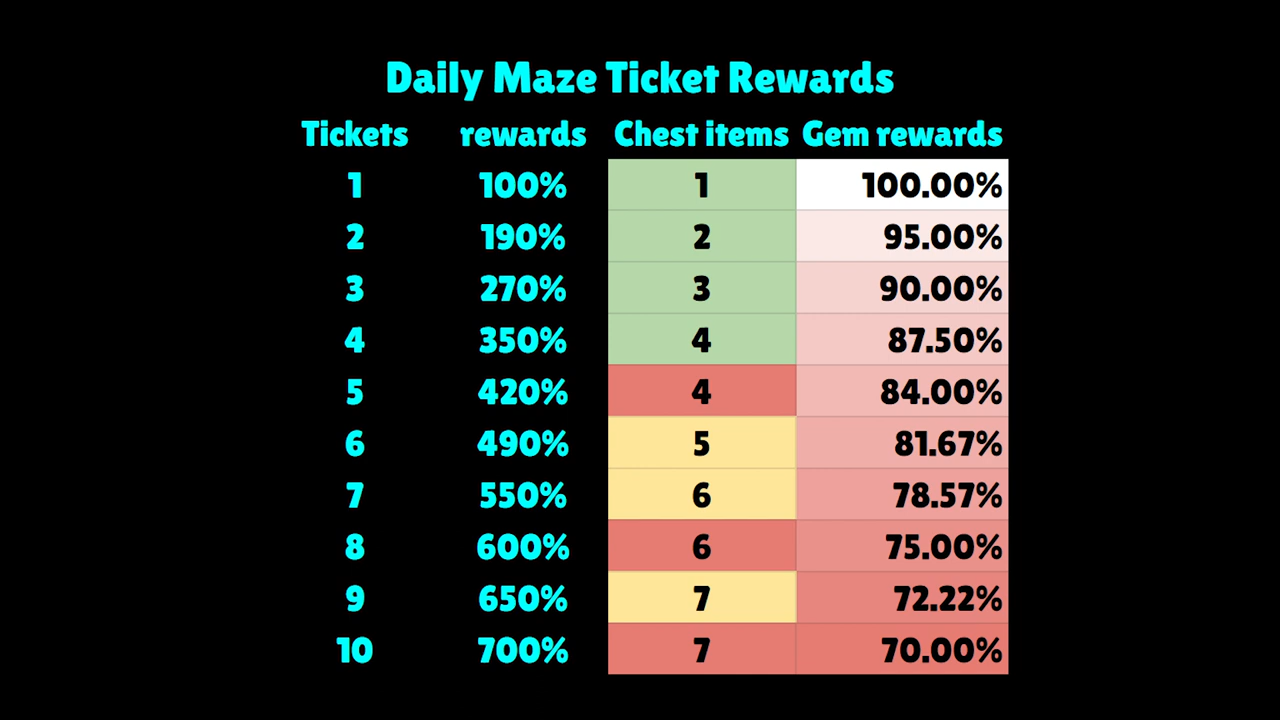 Daily Maze Ticket Rewards
Tickets rewards Chest items Gem rewards
1 100% 1 100.00%
2 190% 2 95.00%
3 270% 3 90.00%
4 350% 4 87.50%
5 420% 4 84.00%
6 490% 5 81.67%
7 550% 6 78.57%
8 600% 6 75.00%
9 650% 7 72.22%
10 700% 7 70.00%